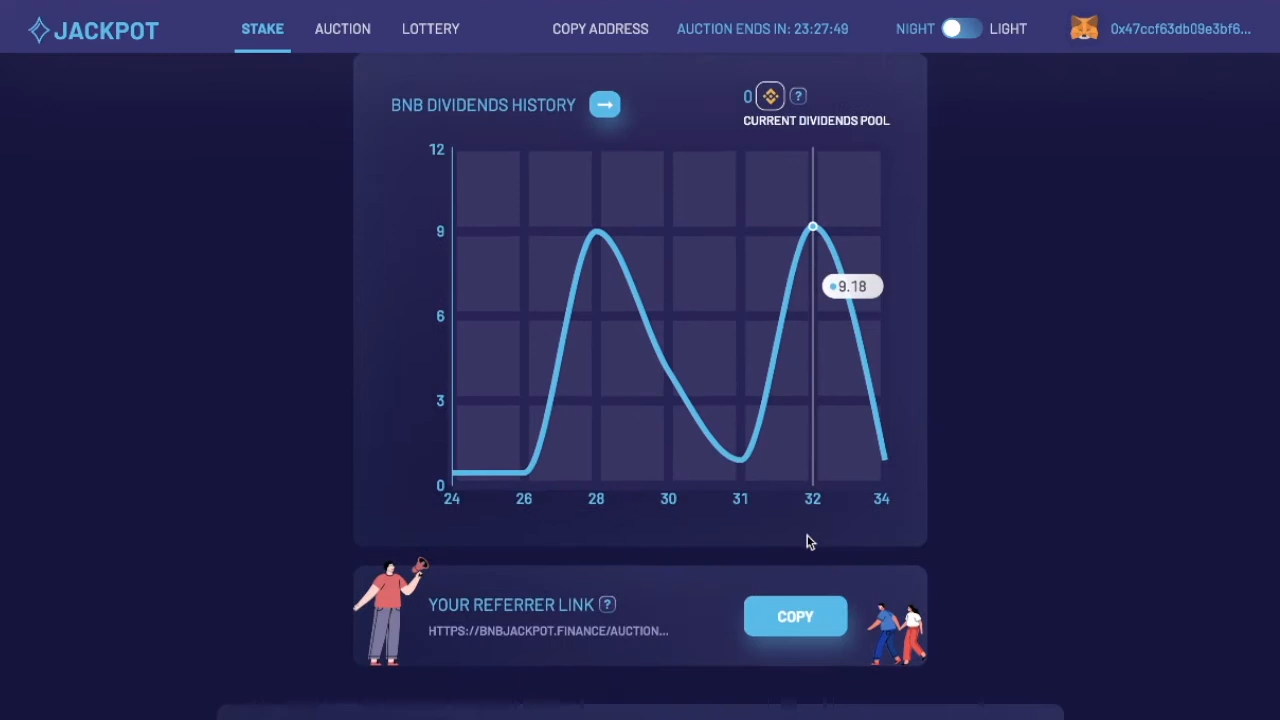 JACKPOT
STAKE AUCTION LOTTERY COPY ADDRESS AUCTION ENDS IN: 23:27:49 NIGHT LIGHT 0x47ccf63db09e3bf6...
BNB DIVIDENDS HISTORY
0 ?
CURRENT DIVIDENDS POOL
12
9
9.18
6
3
0
24 26 28 30 31 32 34
YOUR REFERRER LINK ?
HTTPS://BNBJACKPOT.FINANCE/AUCTION...
COPY